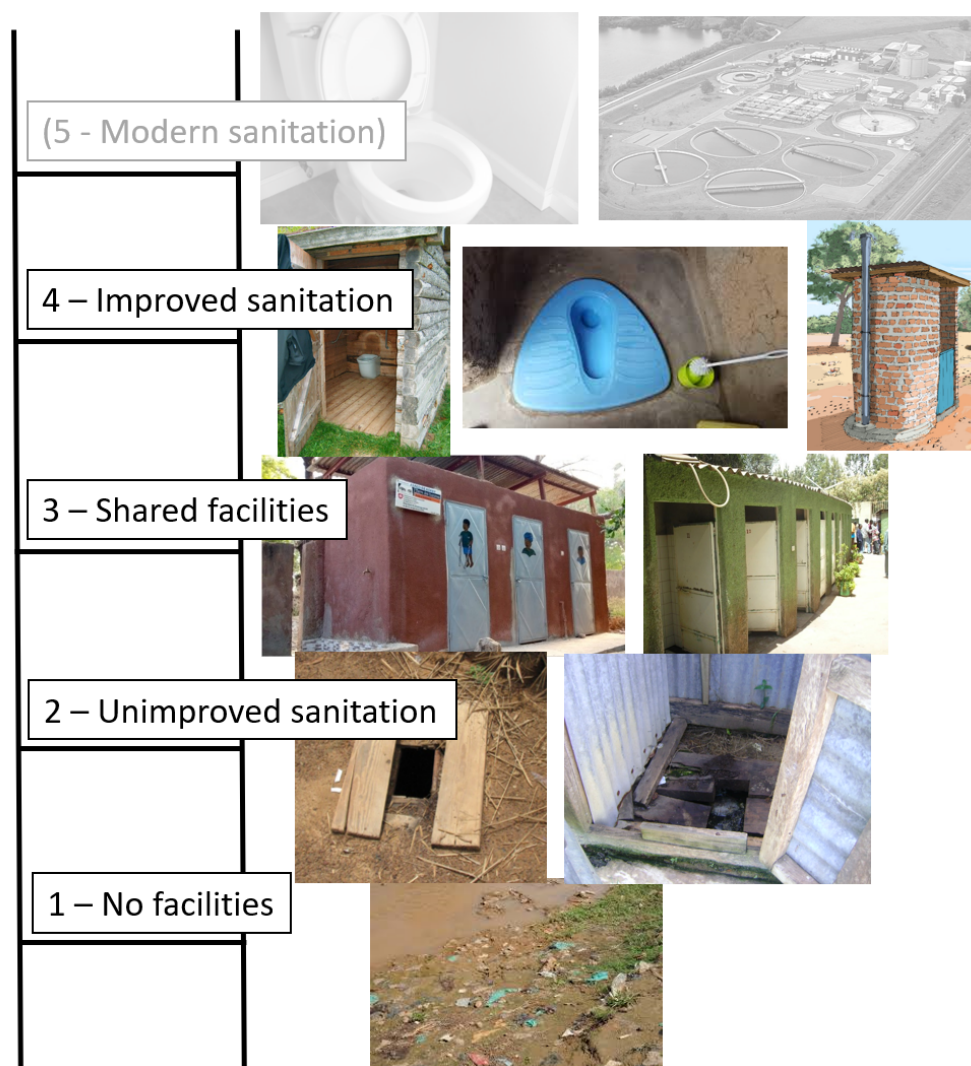 (5 - Modern sanitation)
4 – Improved sanitation
3 – Shared facilities
2 – Unimproved sanitation
1 – No facilities